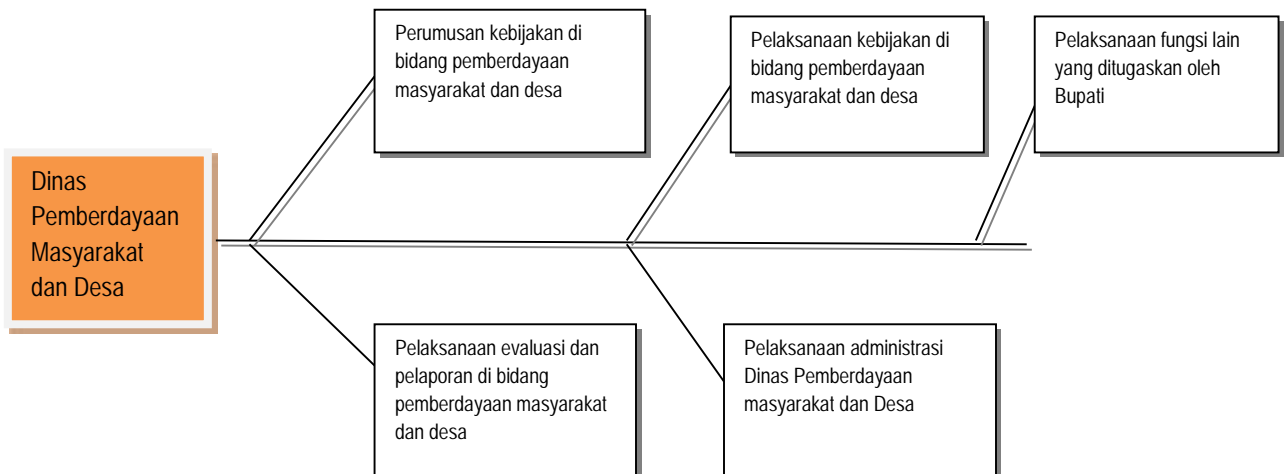 Perumusan kebijakan di
bidang pemberdayaan
masyarakat dan desa
Pelaksanaan kebijakan di
bidang pemberdayaan
masyarakat dan desa
Pelaksanaan fungsi lain
yang ditugaskan oleh
Bupati
Dinas
Pemberdayaan
Masyarakat
dan Desa
Pelaksanaan evaluasi dan
pelaporan di bidang
pemberdayaan masyarakat
dan desa
Pelaksanaan administrasi
Dinas Pemberdayaan
masyarakat dan Desa